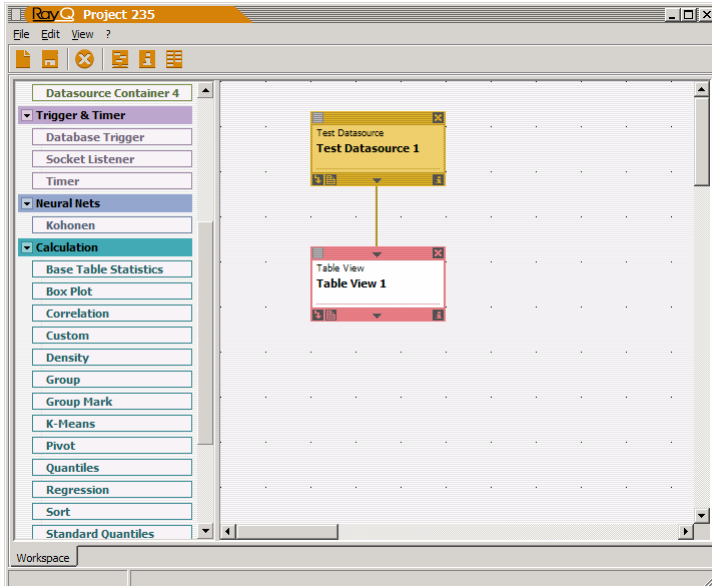 RayQ Project 235
File Edit View ?
Datasource Container 4
Trigger & Timer
Database Trigger
Socket Listener
Timer
Neural Nets
Kohonen
Calculation
Base Table Statistics
Box Plot
Correlation
Custom
Density
Group
Group Mark
K-Means
Pivot
Quantiles
Regression
Sort
Standard Quantiles
Test Datasource
Test Datasource 1
Table View
Table View 1
Workspace